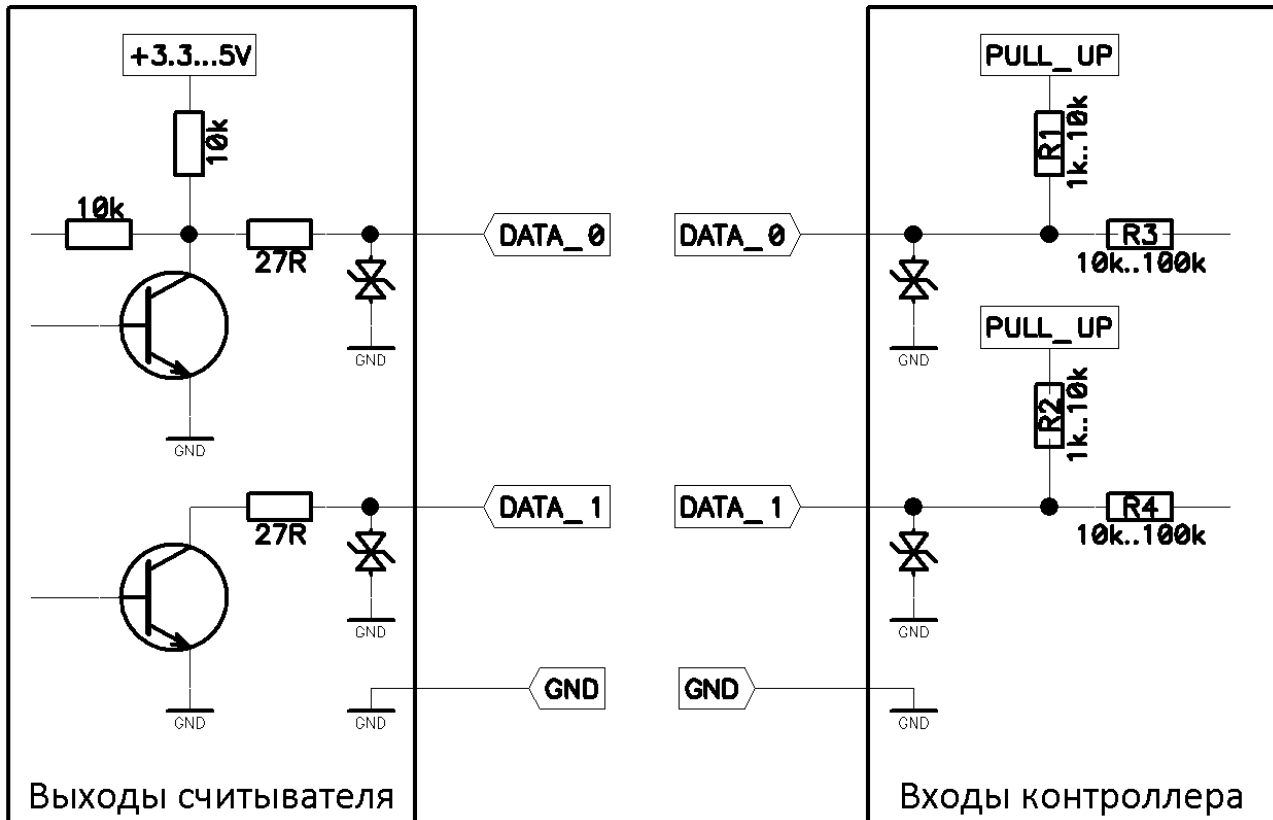 +3.3...5V
10k
10k
27R
DATA_0
GND
GND
27R
DATA_1
GND
GND
GND
GND
Выходы считывателя
PULL_UP
R1
1k..10k
DATA_0
R3
10k..100k
GND
PULL_UP
R2
1k..10k
DATA_1
R4
10k..100k
GND
GND
GND
Входы контроллера